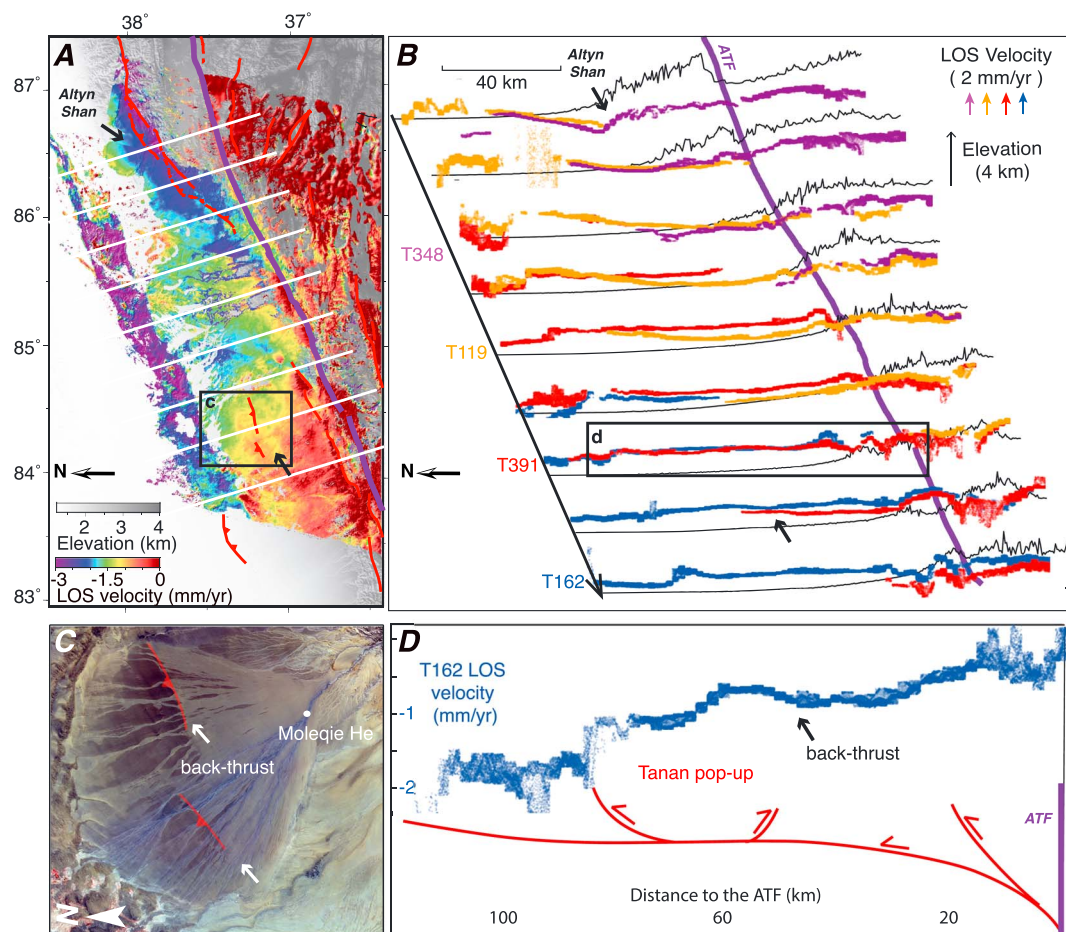 38°
37°
A
87°
86°
85°
84°
83°
Altyn
Shan
c
N
2
3
4
Elevation (km)
-3
-1.5
0
LOS velocity (mm/yr)
B
40 km
Altyn
Shan
ATF
LOS Velocity
( 2 mm/yr )
Elevation
(4 km)
T348
T119
d
T391
N
T162
C
Moleqie He
back-thrust
N
D
T162 LOS
velocity
(mm/yr)
-1
-2
back-thrust
Tanan pop-up
ATF
Distance to the ATF (km)
100
60
20